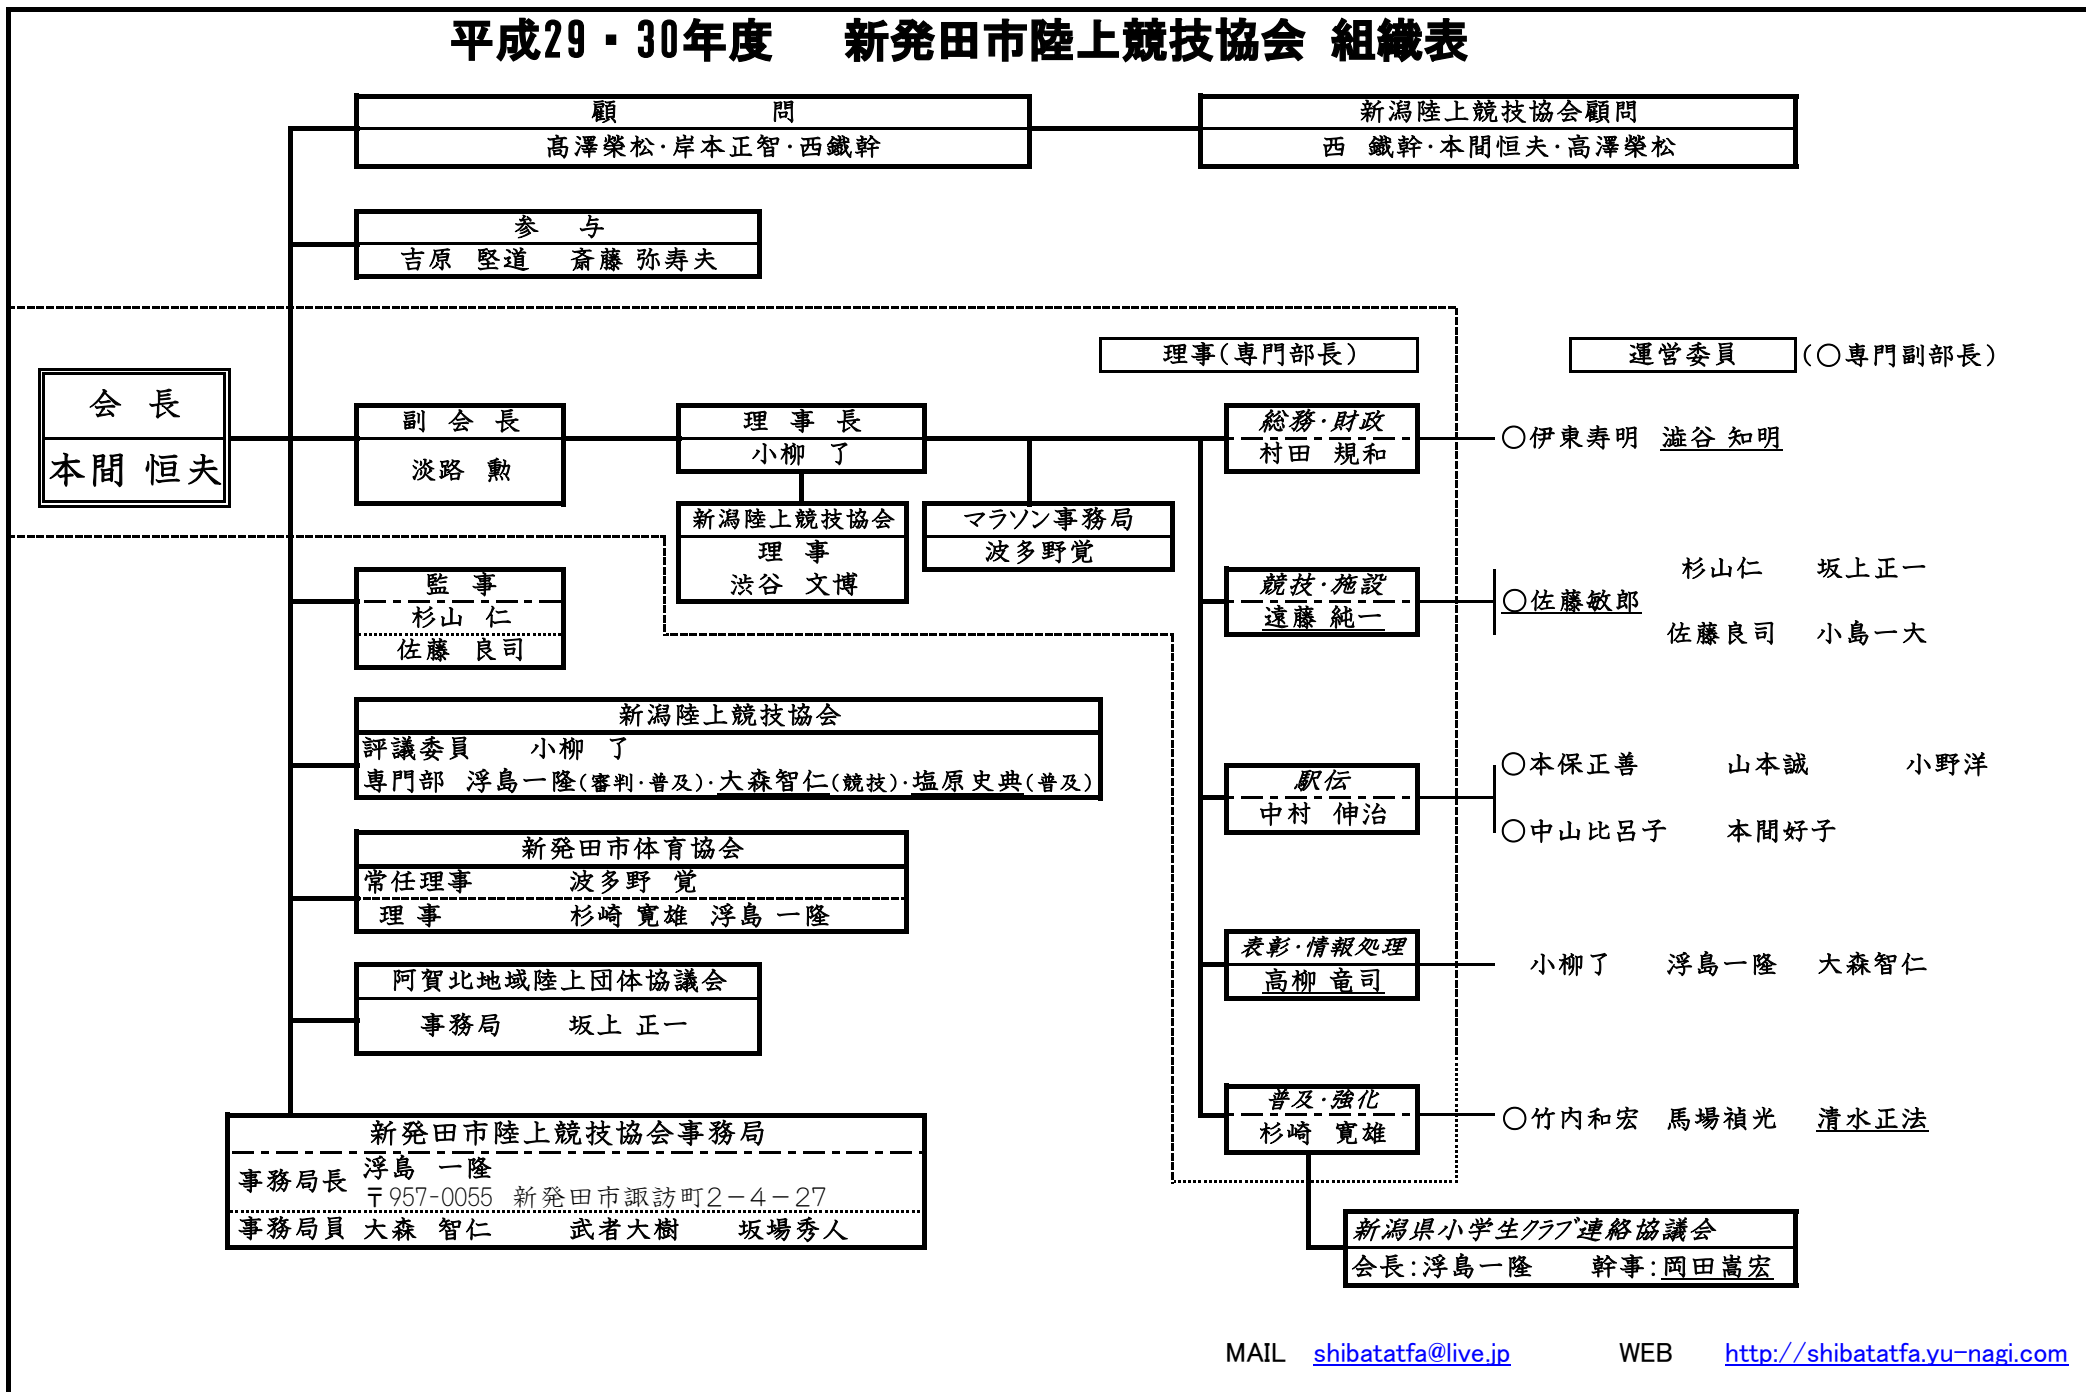 平成29・30年度　新発田市陸上競技協会 組織表
顧　問
髙澤榮松・岸本正智・西鐵幹
新潟陸上競技協会顧問
西　鐵幹・本間恒夫・高澤榮松
参　与
吉原　堅道　斎藤 弥寿夫
理事(専門部長)
運営委員 (○専門副部長)
会　長
本間 恒夫
副 会 長
淡路　勲
理 事 長
小柳　了
新潟陸上競技協会
理　事
渋谷　文博
マラソン事務局
波多野覚
総務・財政
村田　規和
○伊東寿明 澁谷 知明
競技・施設
遠藤 純一
○佐藤敏郎
杉山仁　坂上正一
佐藤良司　小島一大
監　事
杉山　仁
佐藤　良司
新潟陸上競技協会
評議委員　小柳　了
専門部　浮島一隆(審判・普及)・大森智仁(競技)・塩原史典(普及)
駅伝
中村　伸治
○本保正善　山本誠　小野洋
○中山比呂子　本間好子
新発田市体育協会
常任理事　波多野　覚
理 事　杉崎 寛雄　浮島 一隆
表彰・情報処理
高柳 竜司
小柳了　浮島一隆　大森智仁
阿賀北地域陸上団体協議会
事務局　坂上 正一
普及・強化
杉崎　寛雄
○竹内和宏　馬場禎光　清水正法
新発田市陸上競技協会事務局
事務局長 浮島　一隆
〒957-0055　新発田市諏訪町2－4－27
事務局員 大森　智仁　武者大樹　坂場秀人
新潟県小学生クラブ連絡協議会
会長：浮島一隆　幹事：岡田嵩宏
MAIL　shibatatfa@live.jp　WEB　http://shibatatfa.yu-nagi.com